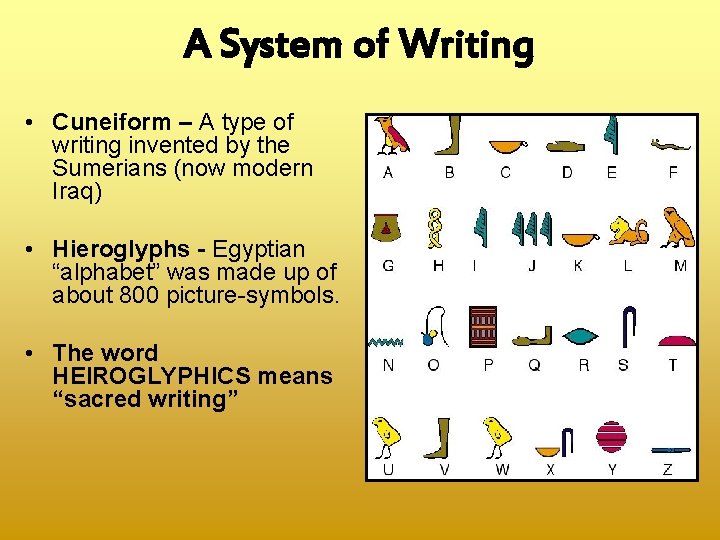 A System of Writing
• Cuneiform – A type of
writing invented by the
Sumerians (now modern
Iraq)
• Hieroglyphs - Egyptian
“alphabet” was made up of
about 800 picture-symbols.
• The word
HEIROGLYPHICS means
“sacred writing”
A B C D E F
G H I J K L M
N O P Q R S T
U V W X Y Z